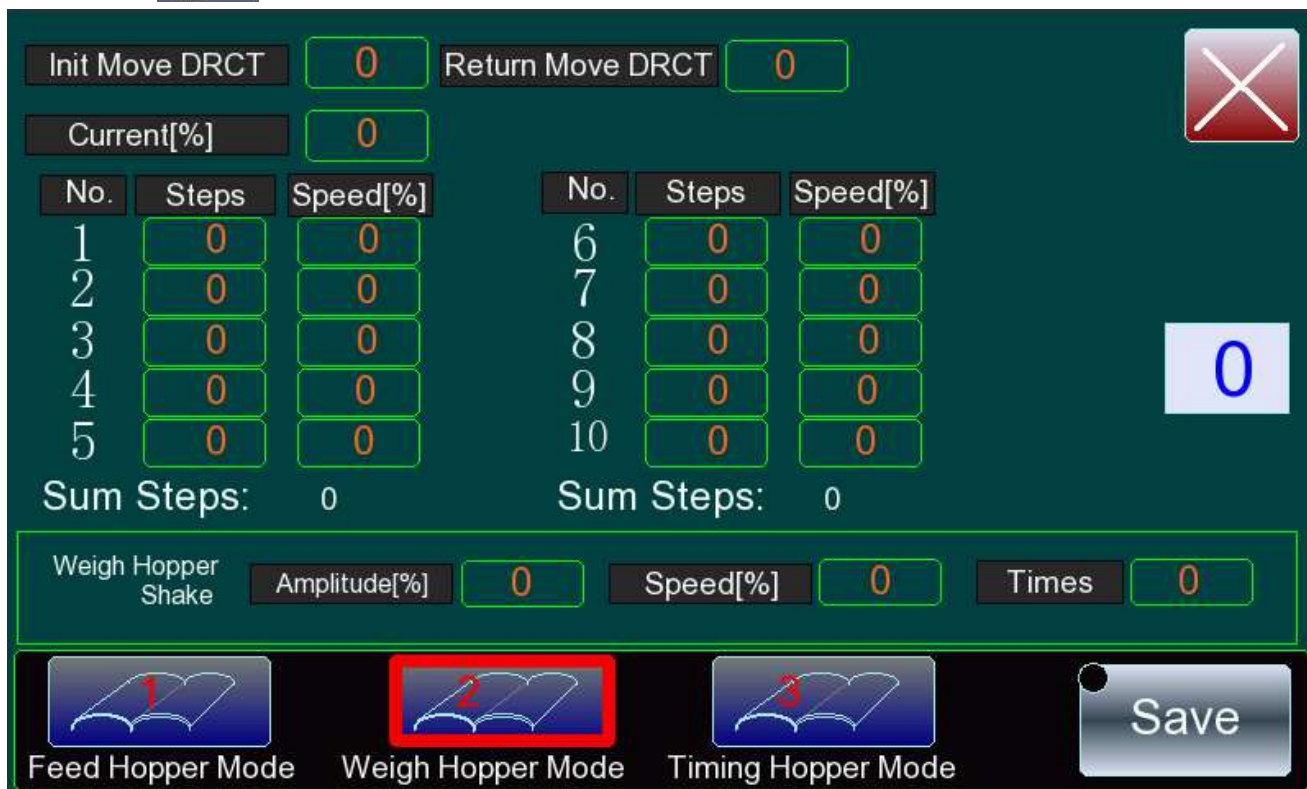 Init Move DRCT 0 Return Move DRCT 0
Current[%] 0
No. Steps Speed[%] No. Steps Speed[%]
1 0 0 6 0 0
2 0 0 7 0 0
3 0 0 8 0 0
0
4 0 0 9 0 0
5 0 0 10 0 0
Sum Steps: 0 Sum Steps: 0
Weigh Hopper
Shake Amplitude[%] 0 Speed[%] 0 Times 0
1 2 3
Save
Feed Hopper Mode Weigh Hopper Mode Timing Hopper Mode